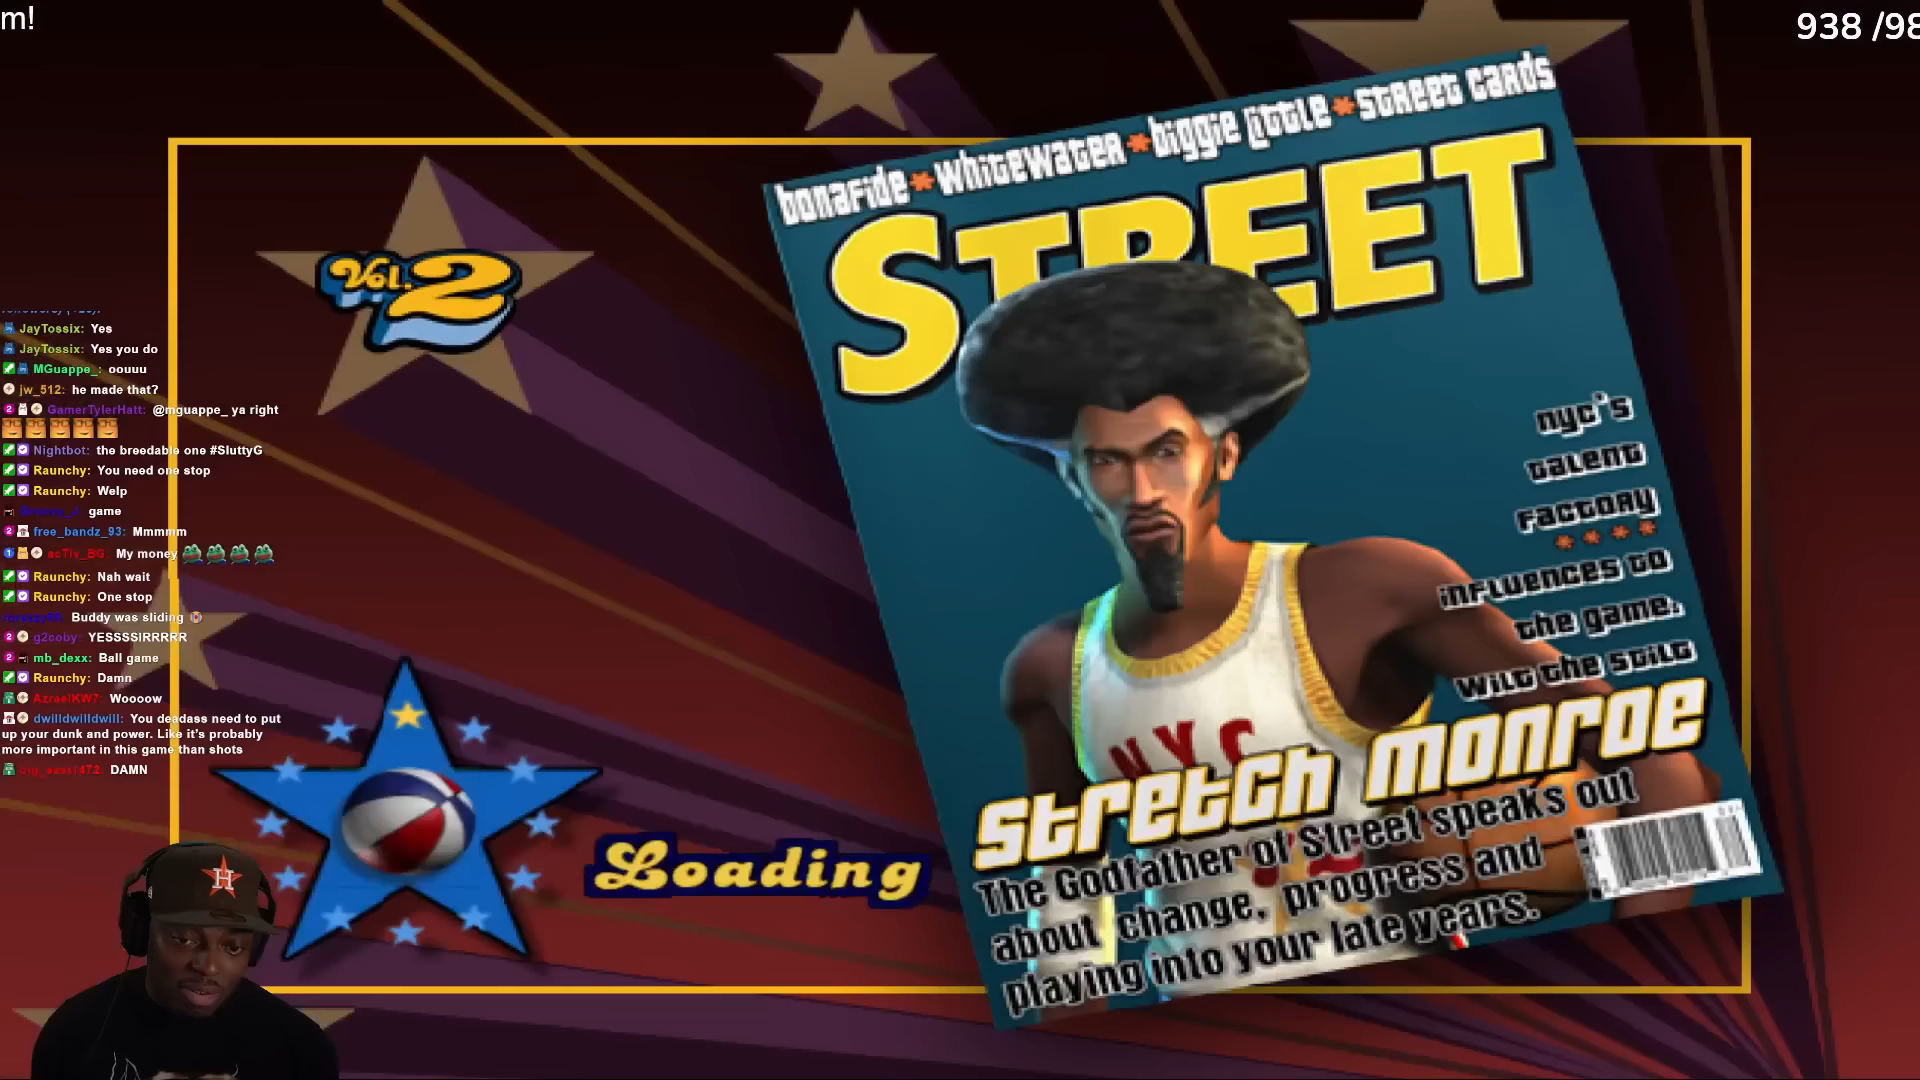 m!
938 /98
bonafide * whitewater * biggie little * street cards
STREET
Vol. 2
JayTossix: Yes
JayTossix: Yes you do
MGuappe_: ouuuu
jw_512: he made that?
GamerTylerHatt: @mguappe_ ya right
Nightbot: the breedable one #SluttyG
Raunchy: You need one stop
Raunchy: Welp
game
free_bandz_93: Mmmmm
acTiv_BG: My money
Raunchy: Nah wait
Raunchy: One stop
Buddy was sliding
g2coby: YESSSSIRRRRR
mb_dexx: Ball game
Raunchy: Damn
AzraelKW7: Woooow
dwilldwilldwill: You deadass need to put
up your dunk and power. Like it's probably
more important in this game than shots
DAMN
nyc's
talent
factory
influences to
the game.
wilt the stilt
NYC
Stretch Monroe
The Godfather of Street speaks out
about change, progress and
playing into your late years.
Loading
H